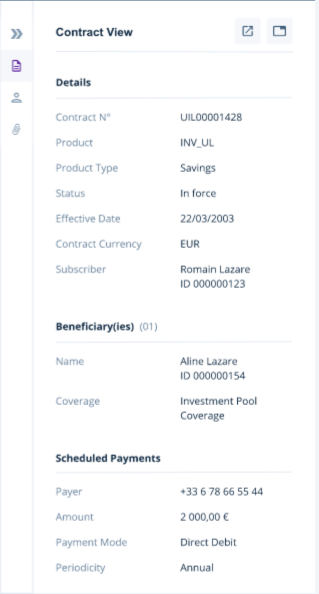 Contract View
Details
Contract N° UIL00001428
Product INV_UL
Product Type Savings
Status In force
Effective Date 22/03/2003
Contract Currency EUR
Subscriber Romain Lazare
ID 000000123
Beneficiary(ies) (01)
Name Aline Lazare
ID 000000154
Coverage Investment Pool
Coverage
Scheduled Payments
Payer +33 6 78 66 55 44
Amount 2 000,00 €
Payment Mode Direct Debit
Periodicity Annual